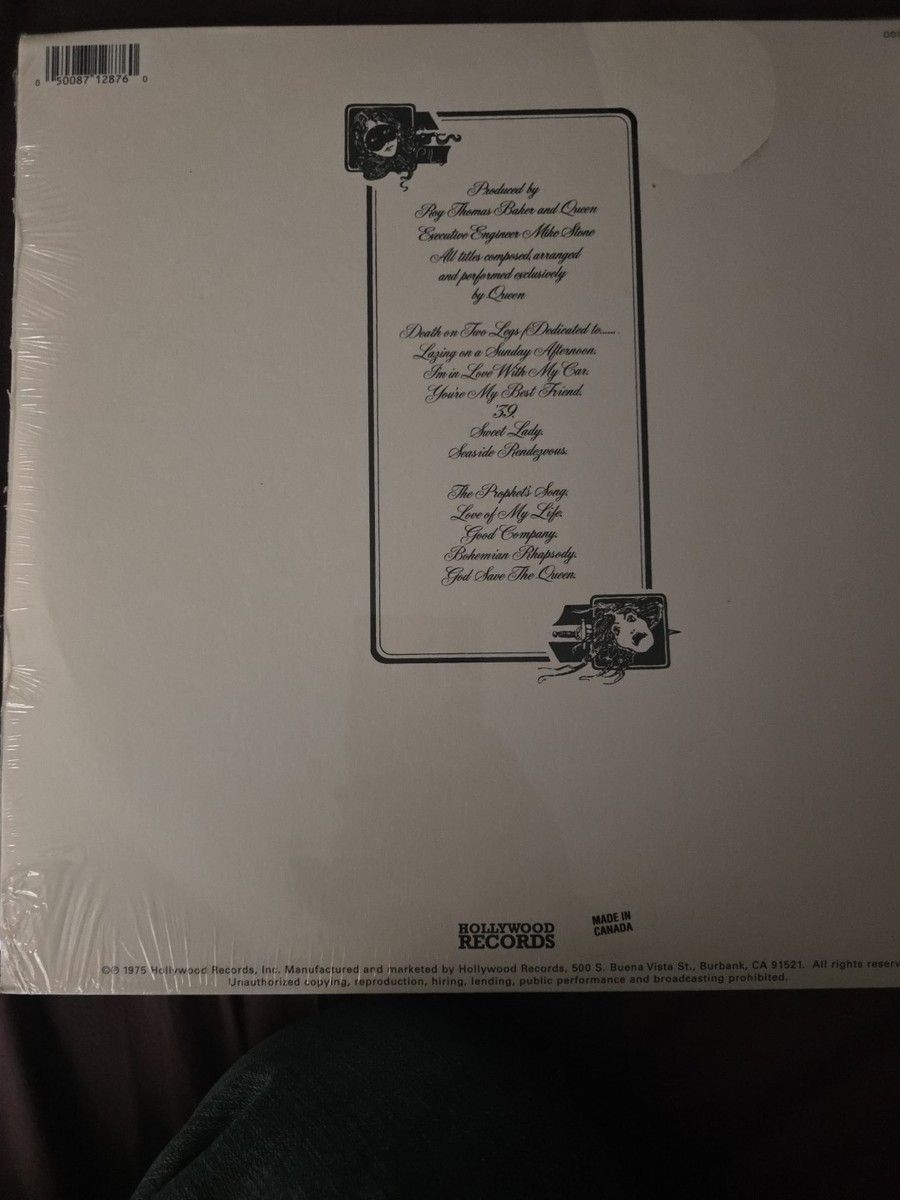 0 50087 12876 0
Produced by
Roy Thomas Baker and Queen
Executive Engineer Mike Stone
All titles composed, arranged
and performed exclusively
by Queen
Death on Two Legs (Dedicated to......
Lazing on a Sunday Afternoon.
I'm in Love With My Car.
You're My Best Friend.
'39.
Sweet Lady.
Seaside Rendezvous.
The Prophet's Song.
Love of My Life.
Good Company.
Bohemian Rhapsody.
God Save The Queen.
HOLLYWOOD
RECORDS
MADE IN
CANADA
©℗ 1975 Hollywood Records, Inc. Manufactured and marketed by Hollywood Records, 500 S. Buena Vista St., Burbank, CA 91521. All rights reserv
Unauthorized copying, reproduction, hiring, lending, public performance and broadcasting prohibited.